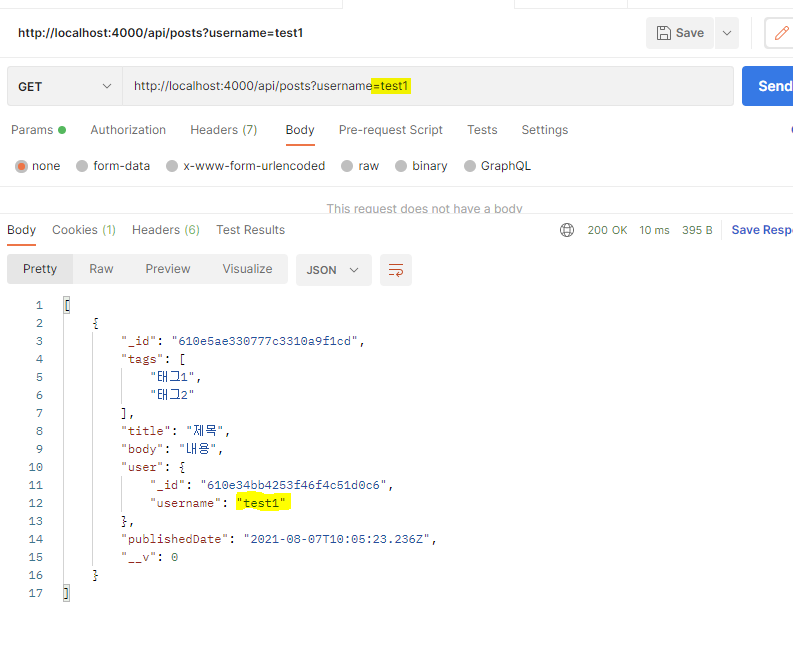 http://localhost:4000/api/posts?username=test1
Save
GET
http://localhost:4000/api/posts?username=test1
Send
Params Authorization Headers (7) Body Pre-request Script Tests Settings
none form-data x-www-form-urlencoded raw binary GraphQL
This request does not have a body
Body Cookies (1) Headers (6) Test Results 200 OK 10 ms 395 B Save Resp
Pretty Raw Preview Visualize JSON
1 [
2 {
3 "_id": "610e5ae330777c3310a9f1cd",
4 "tags": [
5 "태그1",
6 "태그2"
7 ],
8 "title": "제목",
9 "body": "내용",
10 "user": {
11 "_id": "610e34bb4253f46f4c51d0c6",
12 "username": "test1"
13 },
14 "publishedDate": "2021-08-07T10:05:23.236Z",
15 "__v": 0
16 }
17 ]